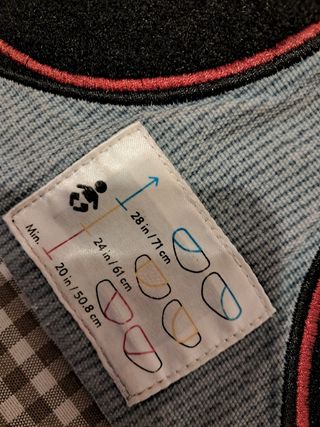 28 in / 71 cm
24 in / 61 cm
Min.
20 in / 50.8 cm